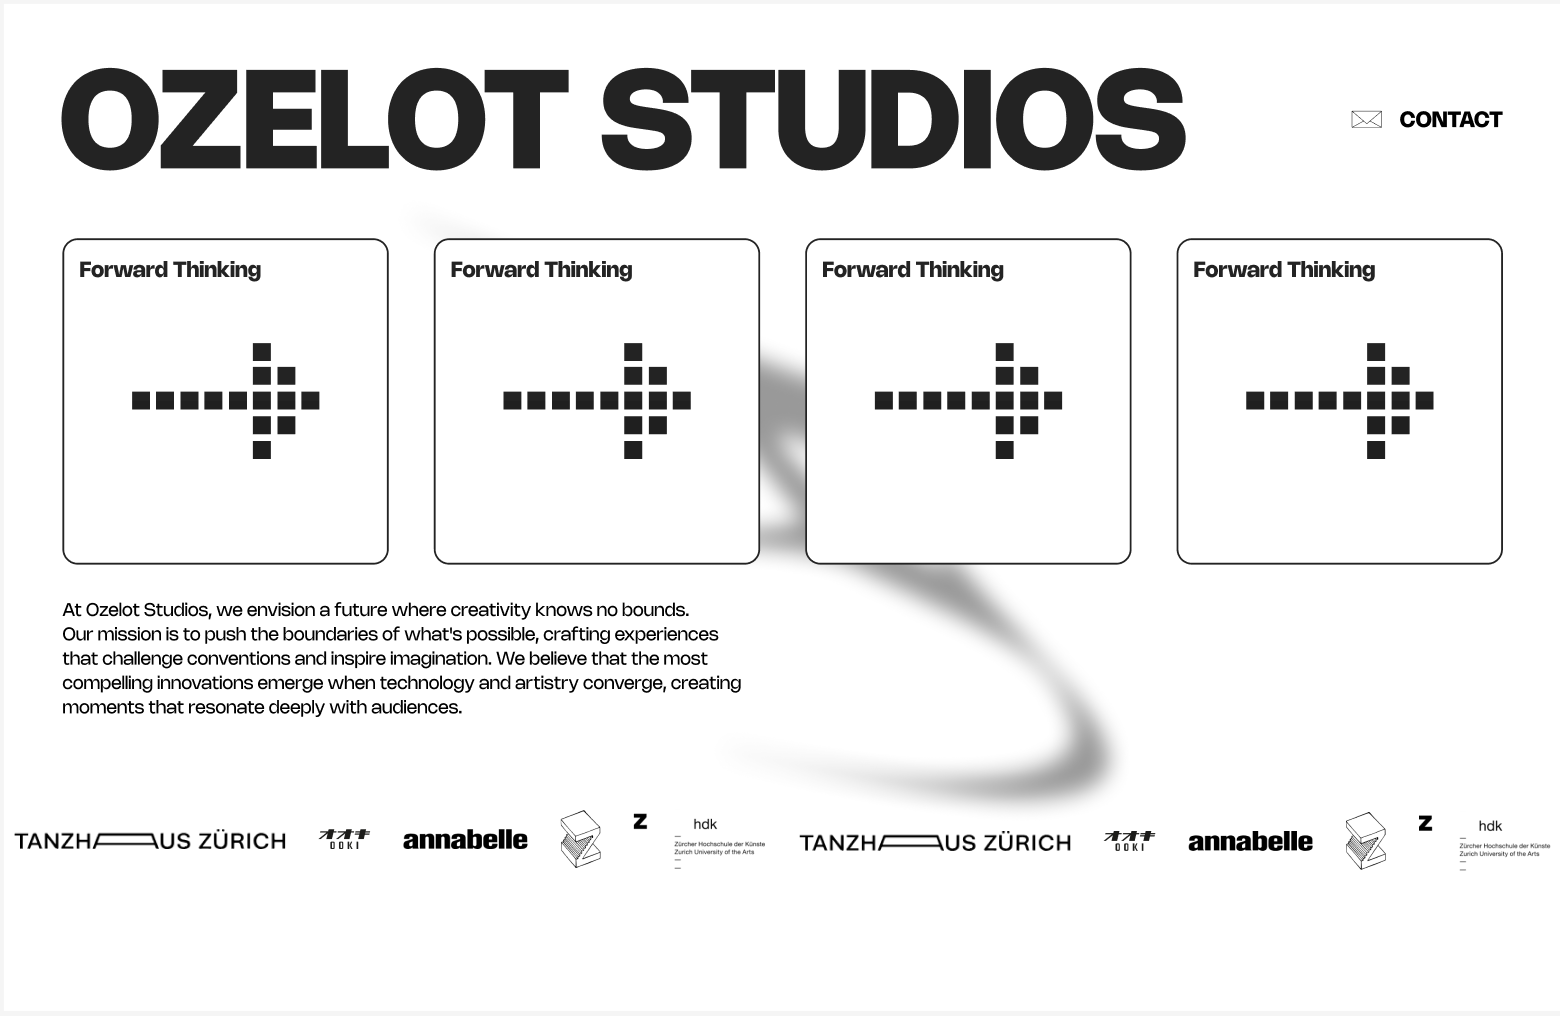 OZELOT STUDIOS
CONTACT
Forward Thinking
Forward Thinking
Forward Thinking
Forward Thinking
At Ozelot Studios, we envision a future where creativity knows no bounds.
Our mission is to push the boundaries of what's possible, crafting experiences
that challenge conventions and inspire imagination. We believe that the most
compelling innovations emerge when technology and artistry converge, creating
moments that resonate deeply with audiences.
TANZHAUS ZÜRICH
オオキ
OOKI
annabelle
Z
hdk
—
Zürcher Hochschule der Künste
Zurich University of the Arts
—
—
TANZHAUS ZÜRICH
オオキ
OOKI
annabelle
Z
hdk
—
Zürcher Hochschule der Künste
Zurich University of the Arts
—
—